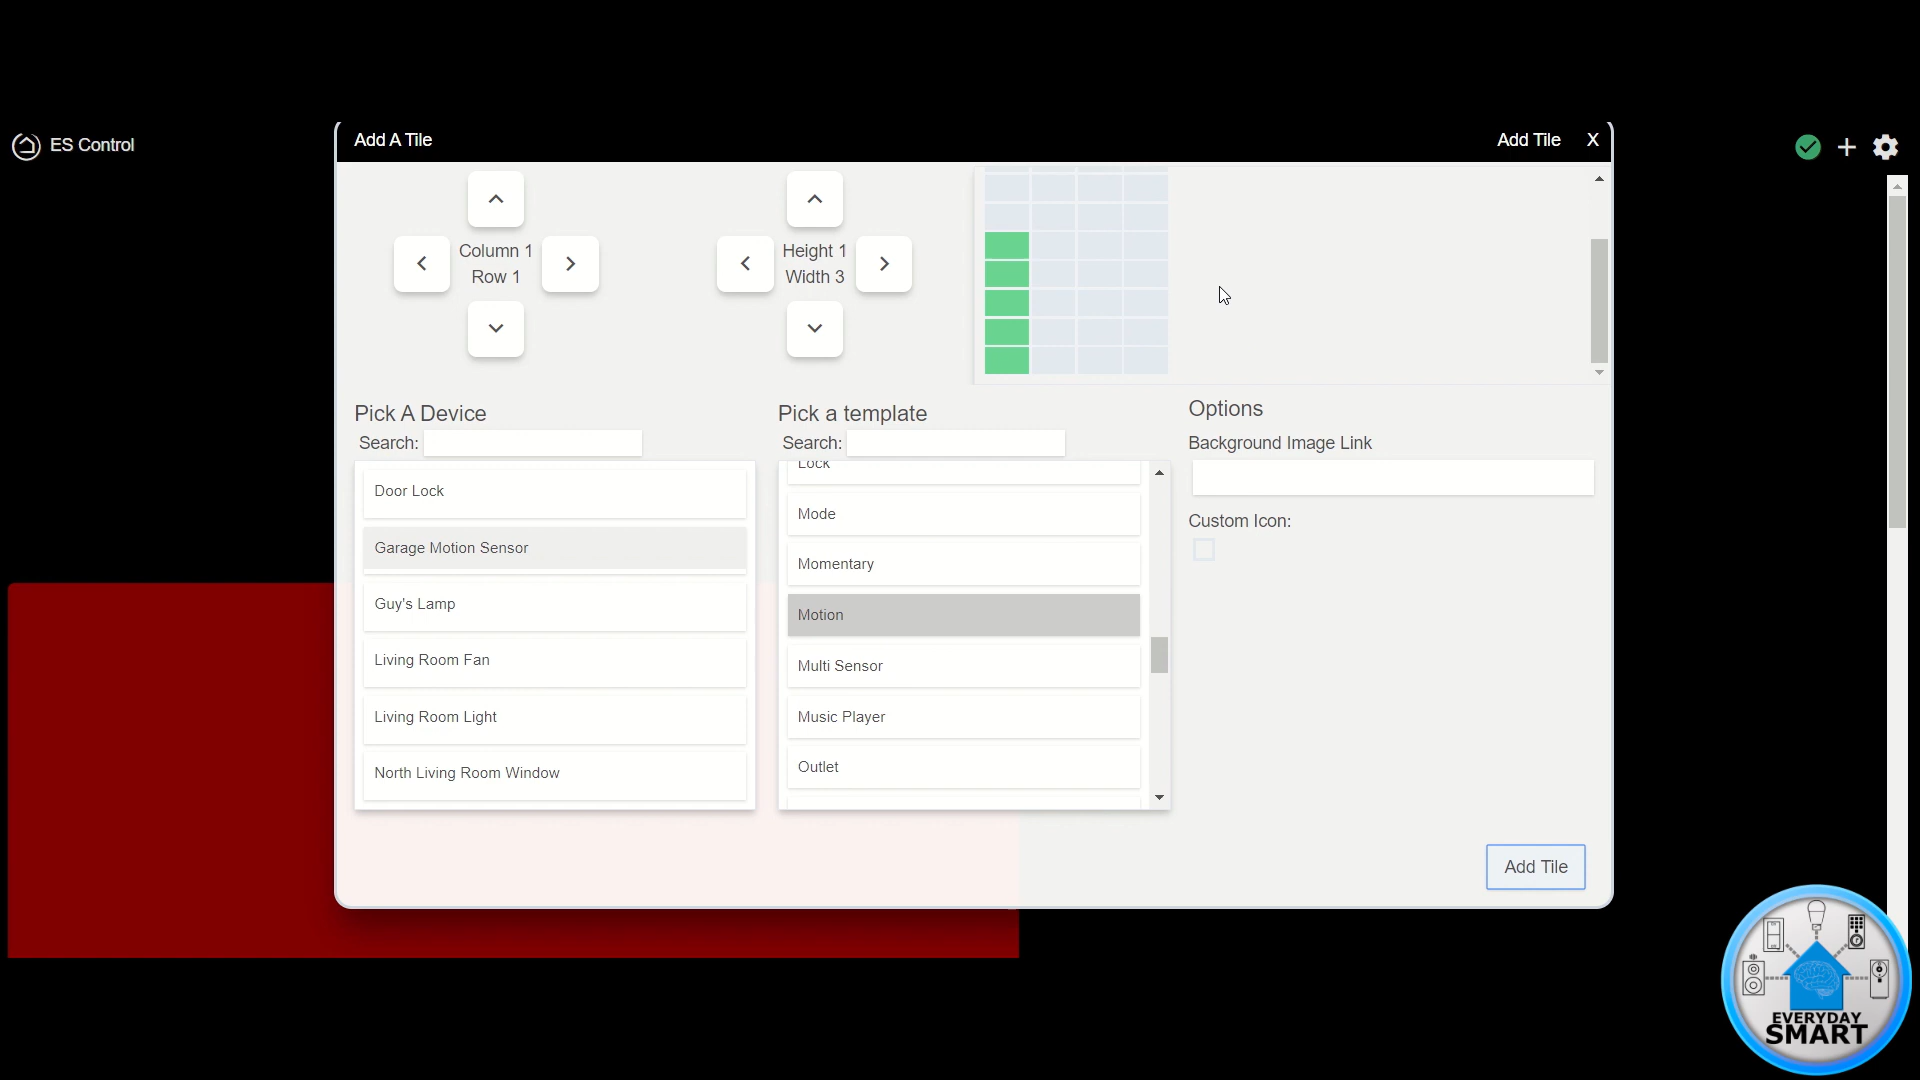 ES Control
Add A Tile
Add Tile
X
Column 1
Row 1
Height 1
Width 3
Pick A Device
Search:
Door Lock
Garage Motion Sensor
Guy's Lamp
Living Room Fan
Living Room Light
North Living Room Window
Pick a template
Search:
Lock
Mode
Momentary
Motion
Multi Sensor
Music Player
Outlet
Options
Background Image Link
Custom Icon:
Add Tile
EVERYDAY
SMART